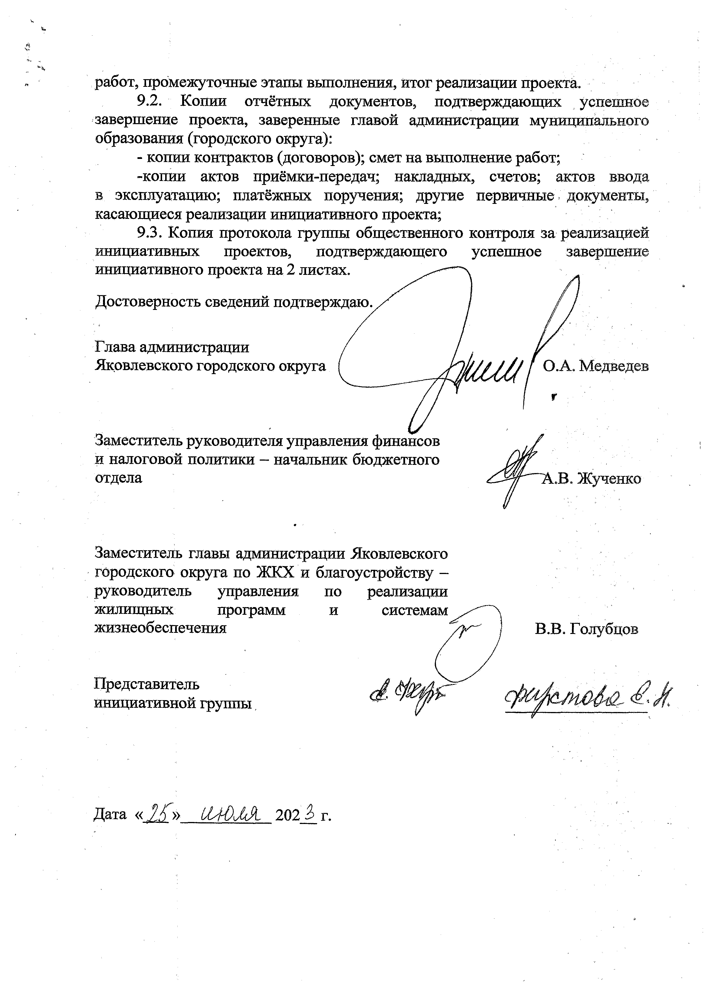 работ, промежуточные этапы выполнения, итог реализации проекта.
9.2. Копии отчётных документов, подтверждающих успешное
завершение проекта, заверенные главой администрации муниципального
образования (городского округа):
- копии контрактов (договоров); смет на выполнение работ;
-копии актов приёмки-передач; накладных, счетов; актов ввода
в эксплуатацию; платёжных поручения; другие первичные документы,
касающиеся реализации инициативного проекта;
9.3. Копия протокола группы общественного контроля за реализацией
инициативных проектов, подтверждающего успешное завершение
инициативного проекта на 2 листах.
Достоверность сведений подтверждаю.
Глава администрации
Яковлевского городского округа О.А. Медведев
Заместитель руководителя управления финансов
и налоговой политики – начальник бюджетного
отдела А.В. Жученко
Заместитель главы администрации Яковлевского
городского округа по ЖКХ и благоустройству –
руководитель управления по реализации
жилищных программ и системам
жизнеобеспечения В.В. Голубцов
Представитель
инициативной группы Фирстова Е.Н.
Дата «25» июля 2023 г.